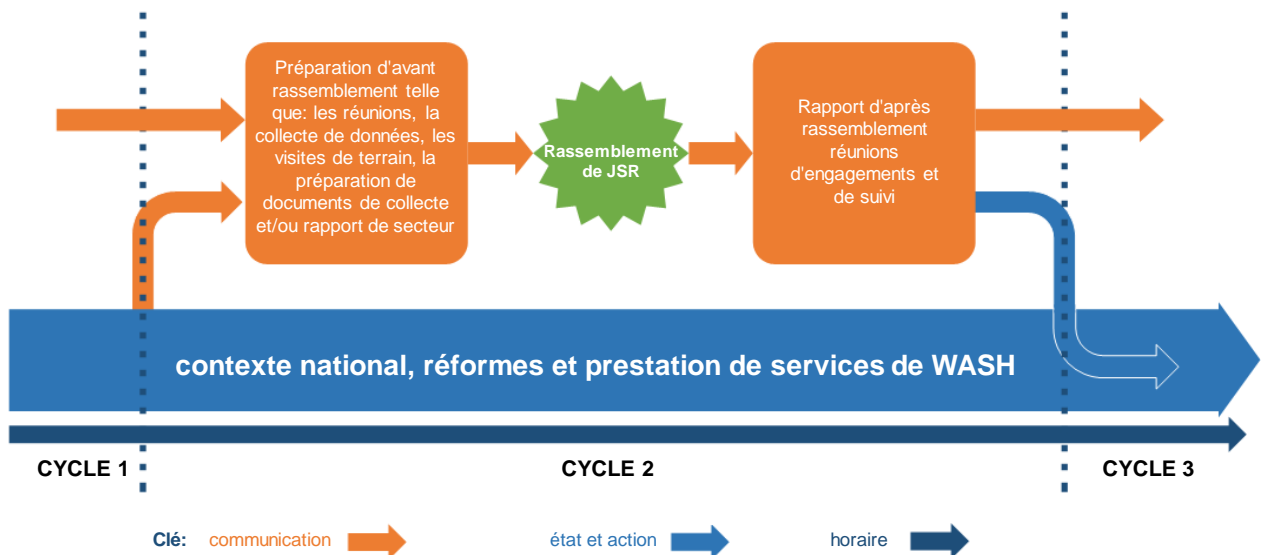 Préparation d'avant
rassemblement telle
que: les réunions, la
collecte de données, les
visites de terrain, la
préparation de
documents de collecte
et/ou rapport de secteur
Rassemblement
de JSR
Rapport d'après
rassemblement
réunions
d'engagements et
de suivi
contexte national, réformes et prestation de services de WASH
CYCLE 1
CYCLE 2
CYCLE 3
Clé: communication
état et action
horaire